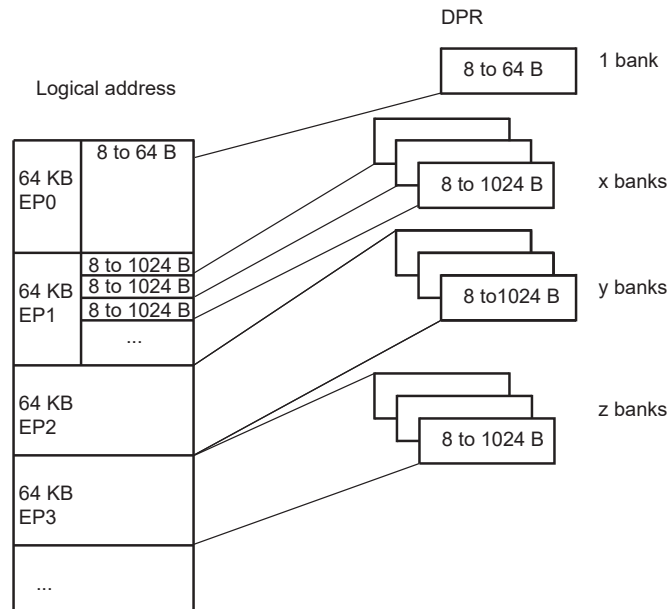 DPR
8 to 64 B
1 bank
Logical address
8 to 64 B
64 KB
EP0
8 to 1024 B
x banks
8 to 1024 B
8 to 1024 B
8 to 1024 B
...
64 KB
EP1
8 to1024 B
y banks
64 KB
EP2
8 to 1024 B
z banks
64 KB
EP3
...